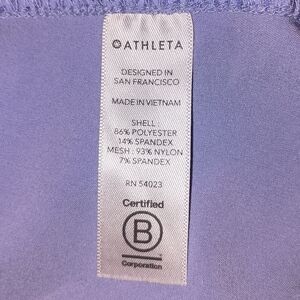 ATHLETA
DESIGNED IN
SAN FRANCISCO
MADE IN VIETNAM
SHELL :
86% POLYESTER
14% SPANDEX
MESH : 93% NYLON
7% SPANDEX
RN 54023
Certified
B
Corporation